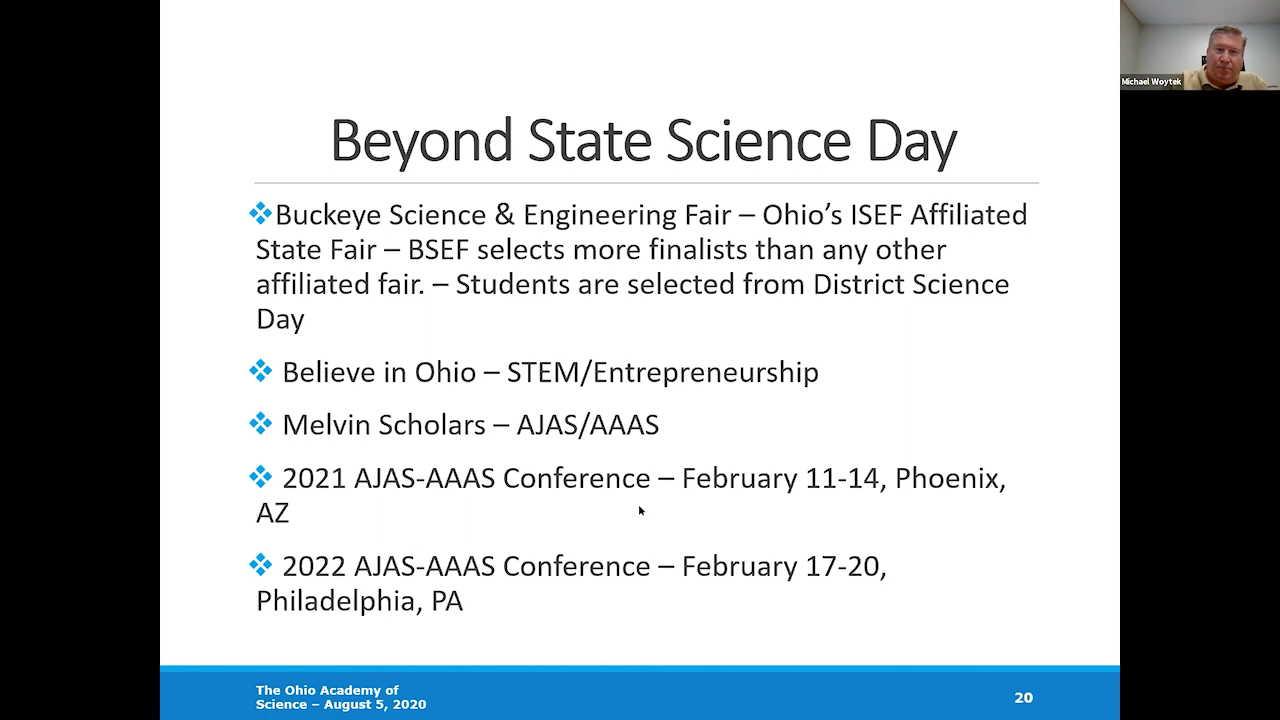 Michael Woytek
Beyond State Science Day
Buckeye Science & Engineering Fair – Ohio’s ISEF Affiliated
State Fair – BSEF selects more finalists than any other
affiliated fair. – Students are selected from District Science
Day
Believe in Ohio – STEM/Entrepreneurship
Melvin Scholars – AJAS/AAAS
2021 AJAS-AAAS Conference – February 11-14, Phoenix,
AZ
2022 AJAS-AAAS Conference – February 17-20,
Philadelphia, PA
The Ohio Academy of
Science – August 5, 2020
20